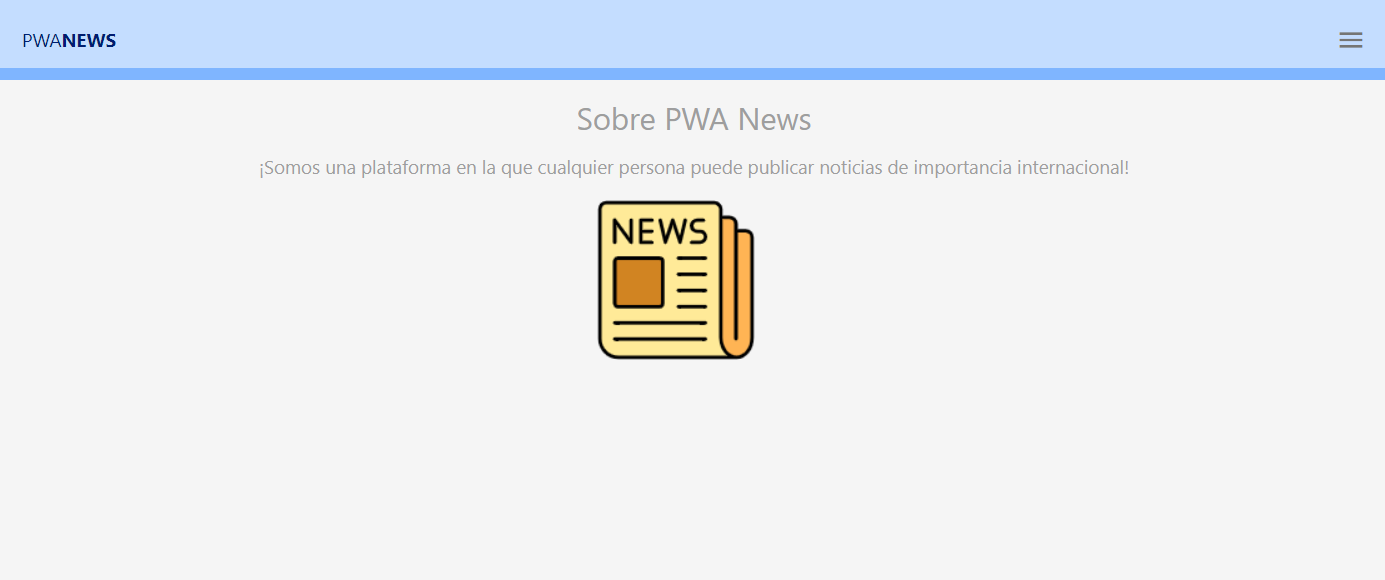 PWANEWS
Sobre PWA News
¡Somos una plataforma en la que cualquier persona puede publicar noticias de importancia internacional!
NEWS